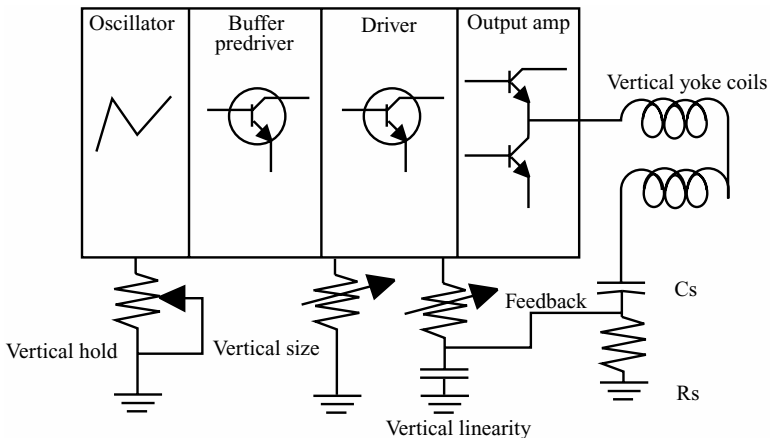 Oscillator
Buffer
predriver
Driver
Output amp
Vertical yoke coils
Feedback
Cs
Vertical hold
Vertical size
Rs
Vertical linearity